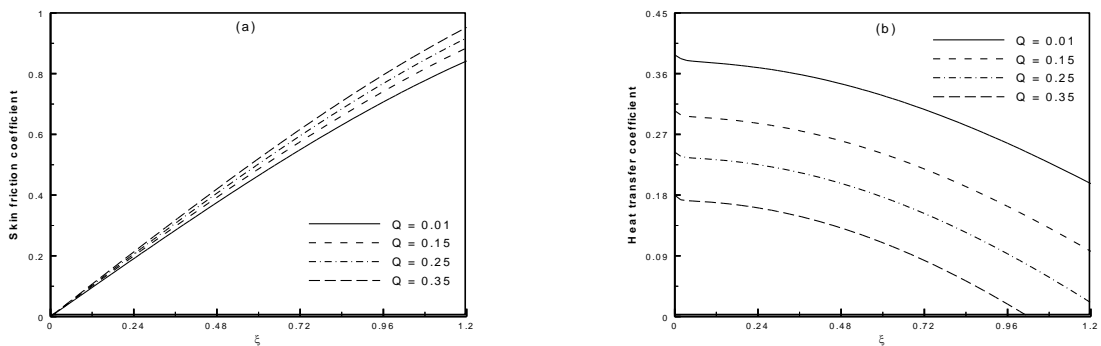 (a)
Skin friction coefficient
1
0.8
0.6
0.4
0.2
0
0
0.24
0.48
0.72
0.96
1.2
ξ
Q = 0.01
Q = 0.15
Q = 0.25
Q = 0.35
(b)
Heat transfer coefficient
0.45
0.36
0.27
0.18
0.09
0
0
0.24
0.48
0.72
0.96
1.2
ξ
Q = 0.01
Q = 0.15
Q = 0.25
Q = 0.35